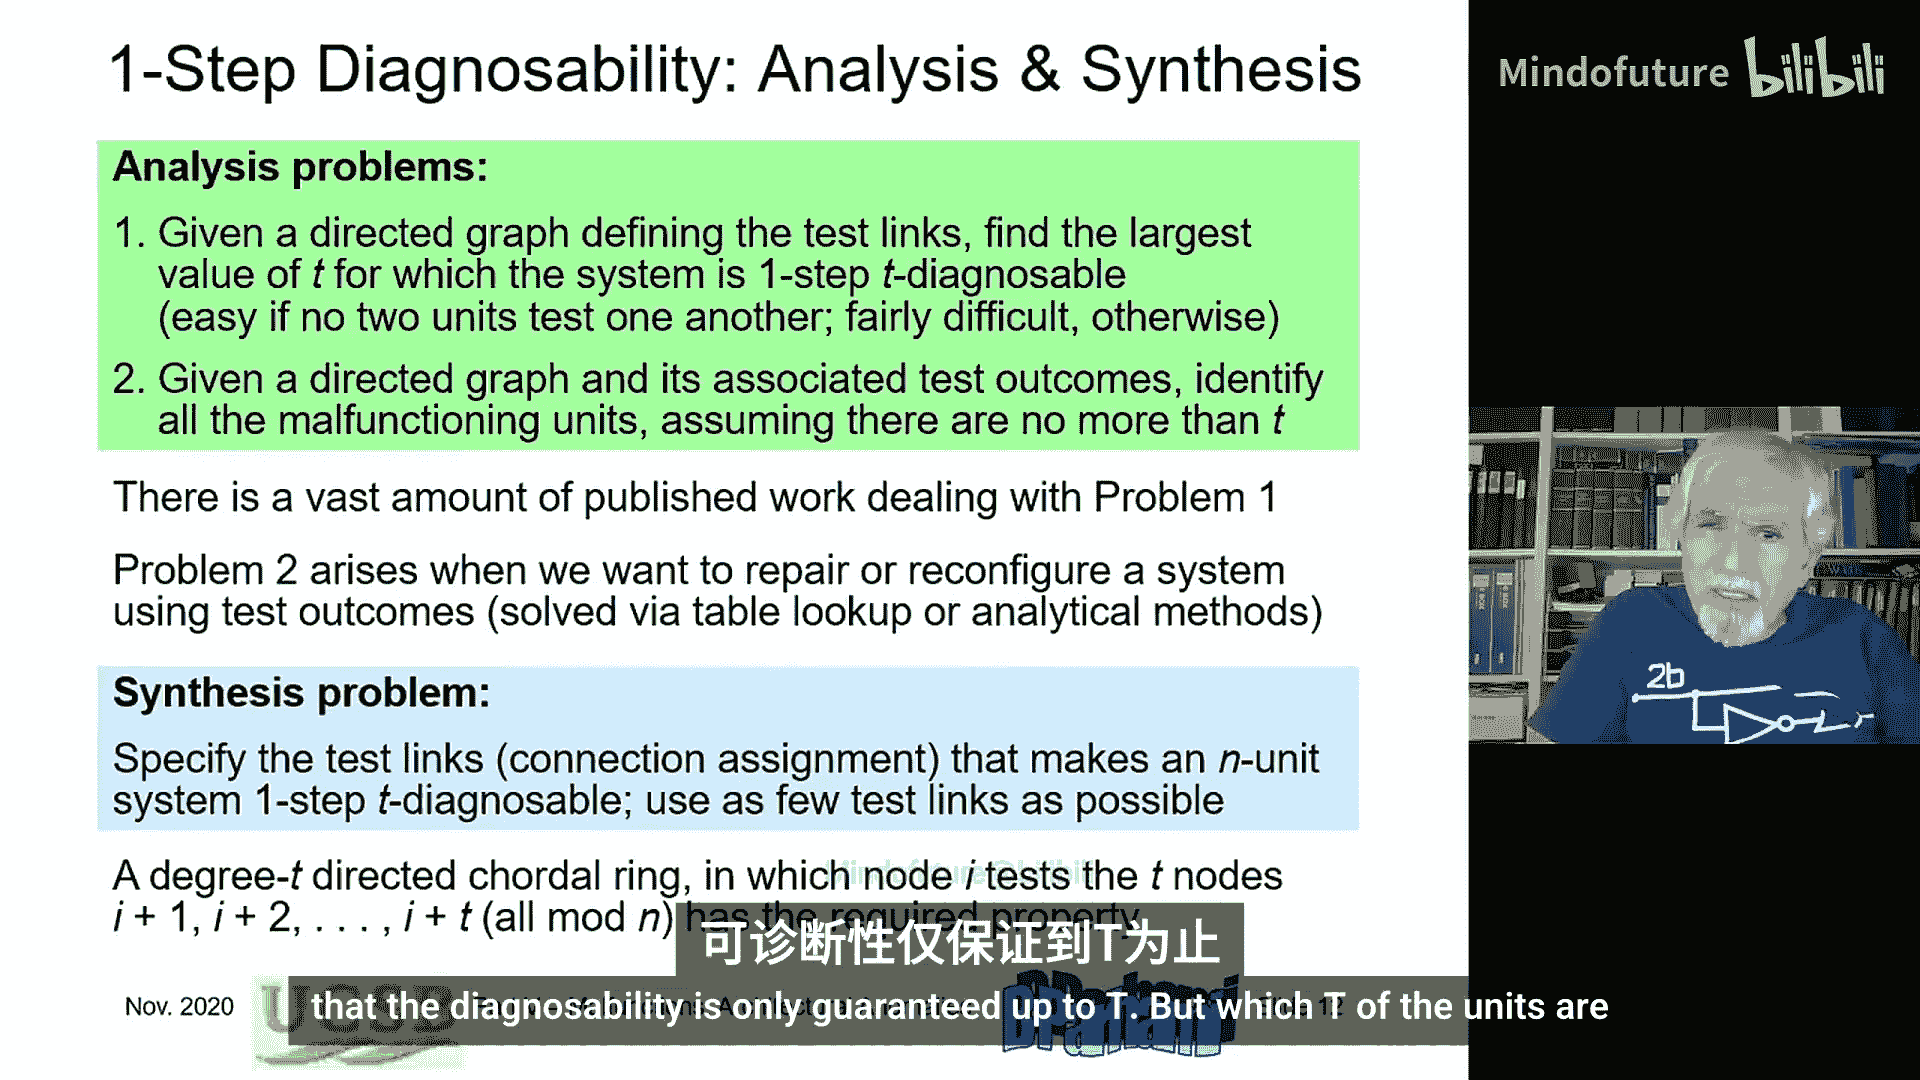 1-Step Diagnosability: Analysis & Synthesis
Mindofuture bilibili
Analysis problems:
1. Given a directed graph defining the test links, find the largest
value of t for which the system is 1-step t-diagnosable
(easy if no two units test one another; fairly difficult, otherwise)
2. Given a directed graph and its associated test outcomes, identify
all the malfunctioning units, assuming there are no more than t
There is a vast amount of published work dealing with Problem 1
Problem 2 arises when we want to repair or reconfigure a system
using test outcomes (solved via table lookup or analytical methods)
2b
Synthesis problem:
Specify the test links (connection assignment) that makes an n-unit
system 1-step t-diagnosable; use as few test links as possible
A degree-t directed chordal ring, in which node i tests the t nodes
i + 1, i + 2, . . . , i + t (all mod n) has the required property
可诊断性仅保证到T为止
Nov. 2020
UCSB
that the diagnosability is only guaranteed up to T. But which T of the units are